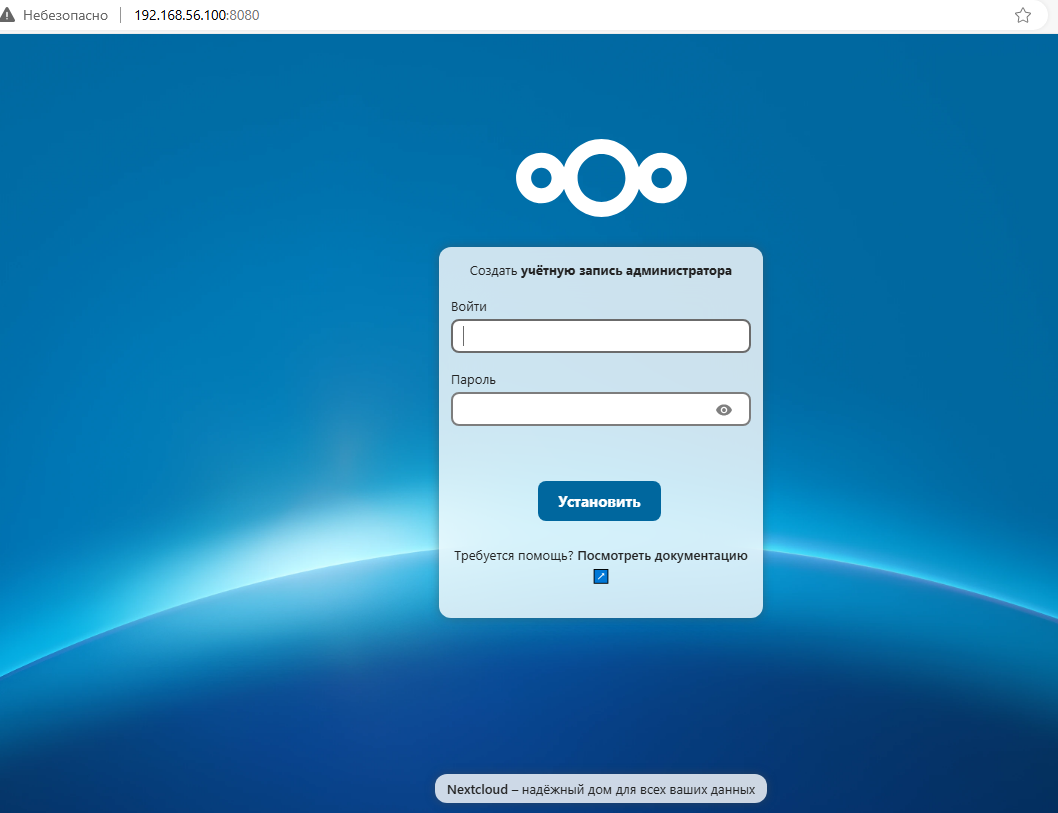 Небезопасно 192.168.56.100:8080
Создать учётную запись администратора
Войти
Пароль
Установить
Требуется помощь? Посмотреть документацию
Nextcloud – надёжный дом для всех ваших данных